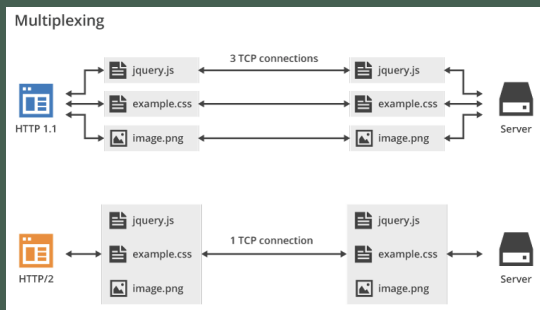 Multiplexing
3 TCP connections
jquery.js
jquery.js
example.css
example.css
HTTP 1.1
Server
image.png
image.png
jquery.js
jquery.js
1 TCP connection
example.css
example.css
HTTP/2
Server
image.png
image.png